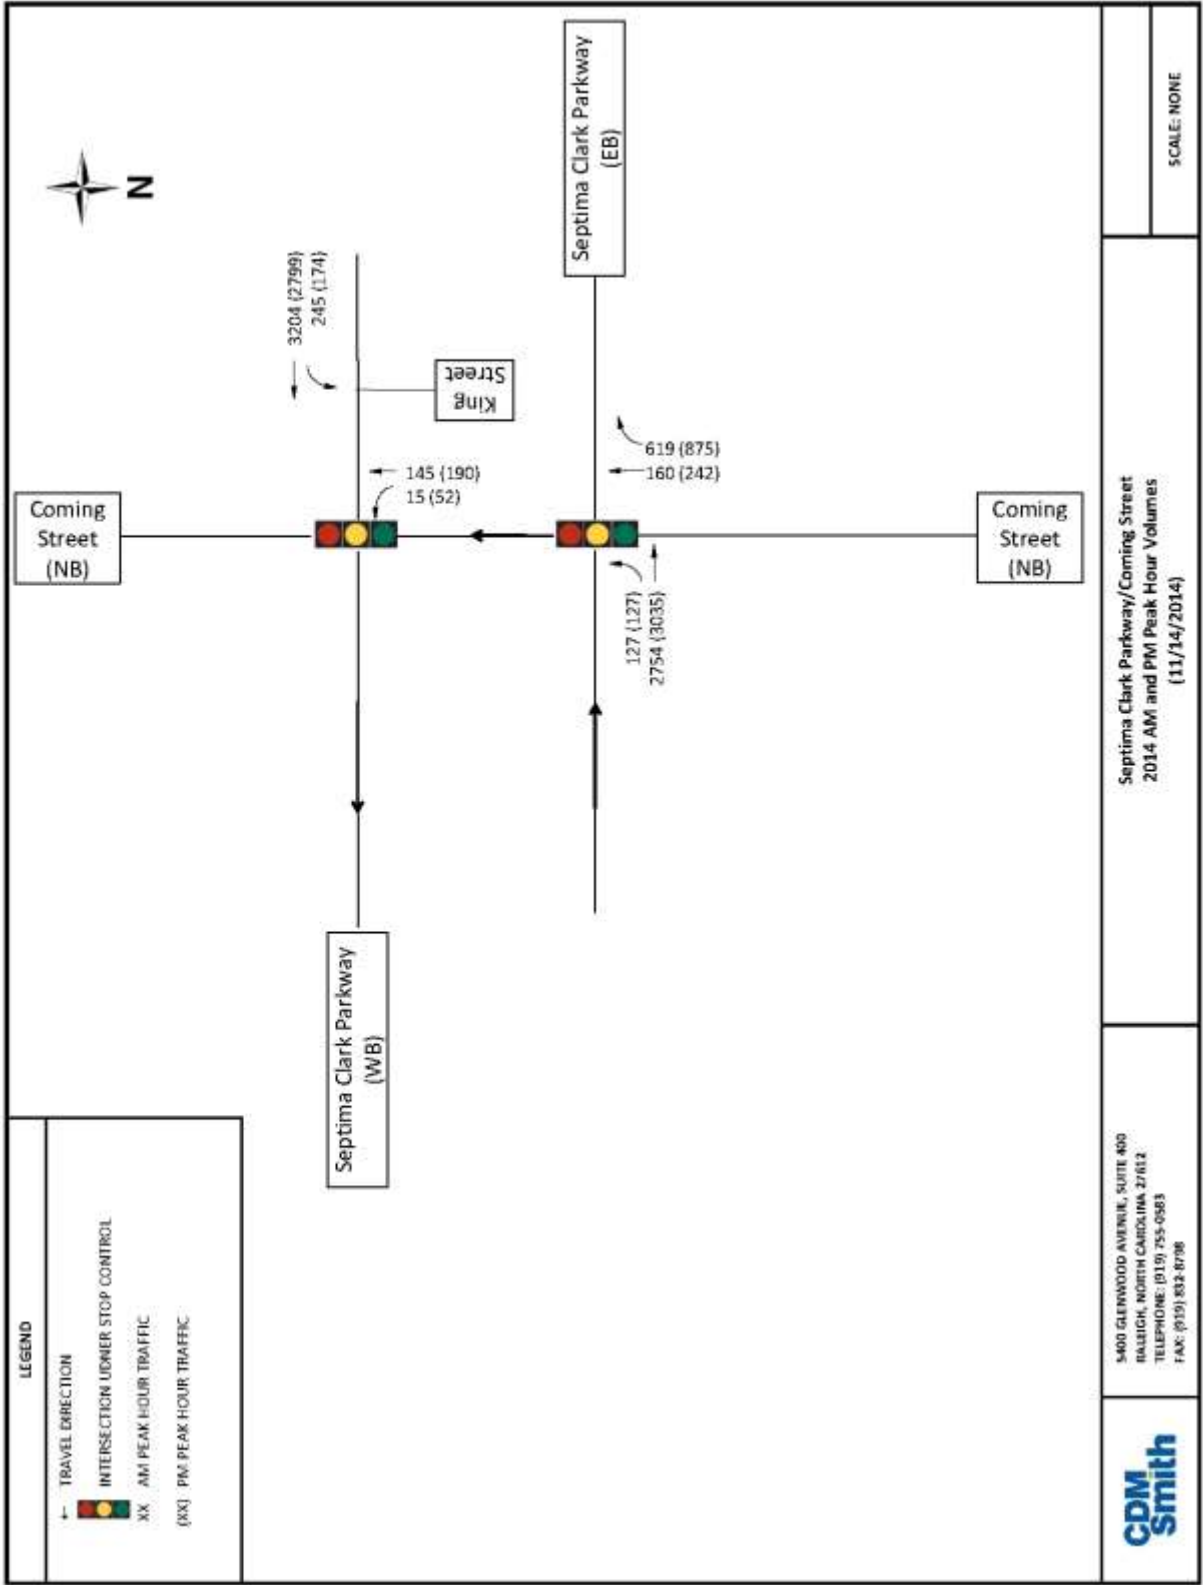 LEGEND
← TRAVEL DIRECTION
INTERSECTION UDNER STOP CONTROL
XX AM PEAK HOUR TRAFFIC
(XX) PM PEAK HOUR TRAFFIC
N
Coming
Street
(NB)
3204 (2799)
245 (174)
King
Street
145 (190)
15 (52)
Septima Clark Parkway
(WB)
Septima Clark Parkway
(EB)
619 (875)
160 (242)
127 (127)
2754 (3035)
Coming
Street
(NB)
CDM
Smith
5400 GLENWOOD AVENUE, SUITE 400
RALEIGH, NORTH CAROLINA 27612
TELEPHONE: (919) 755-0583
FAX: (919) 832-8798
Septima Clark Parkway/Coming Street
2014 AM and PM Peak Hour Volumes
(11/14/2014)
SCALE: NONE